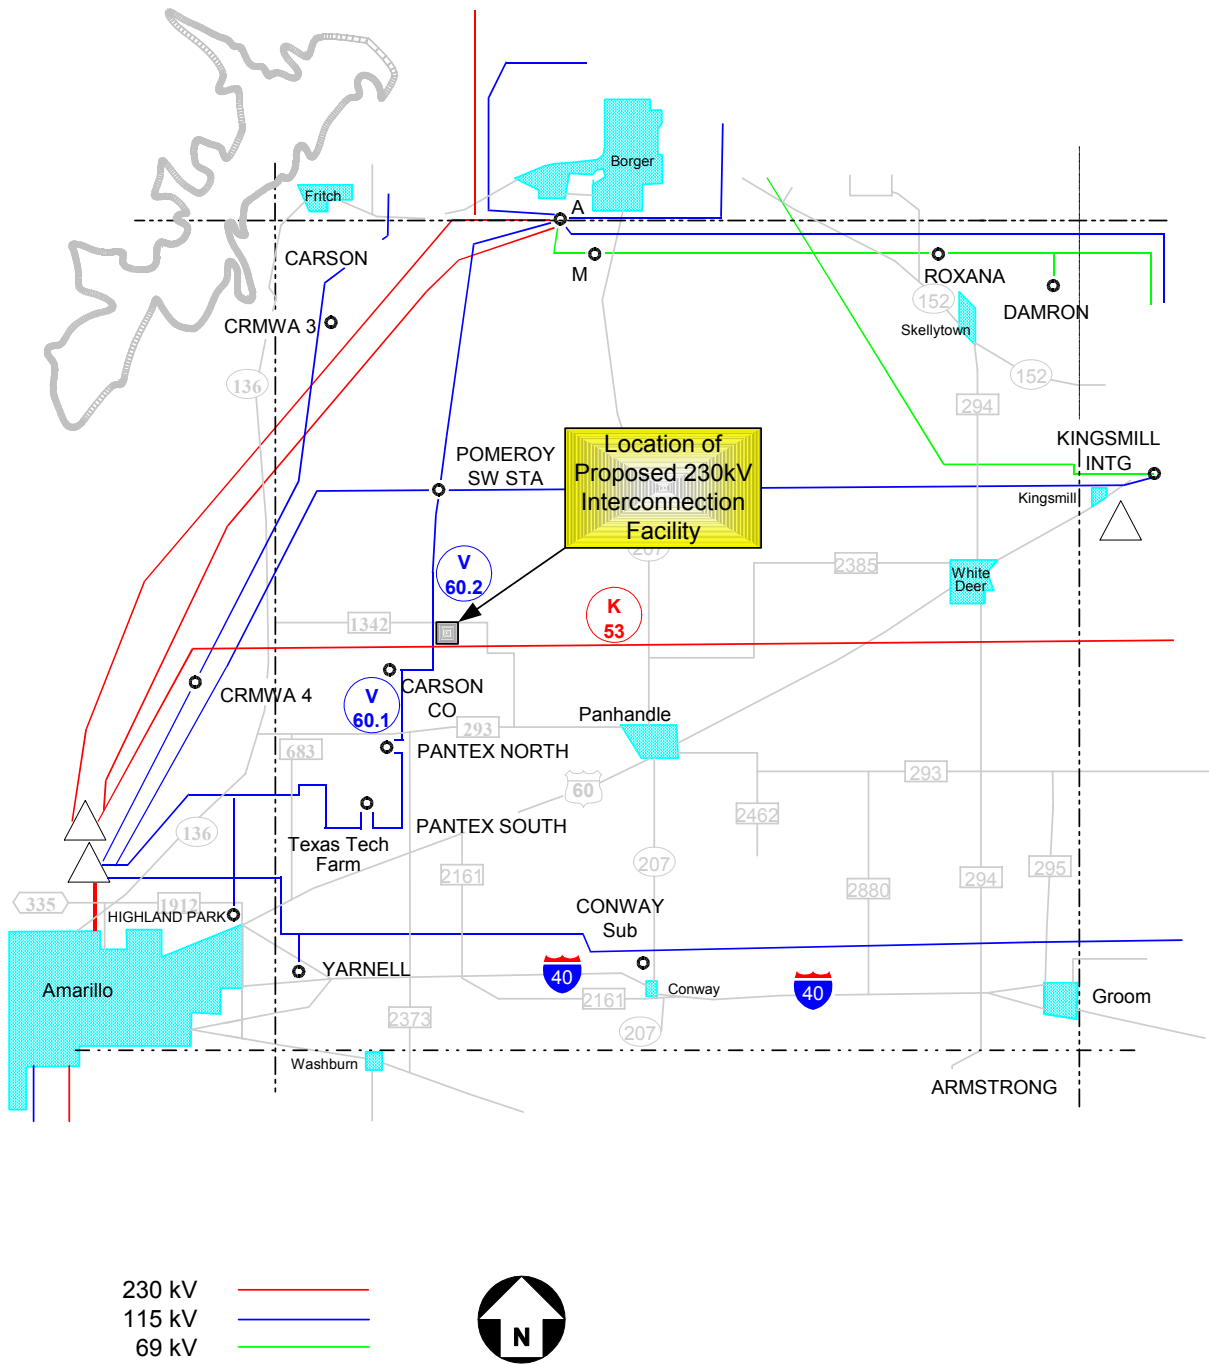 Borger
Fritch
A
CARSON
M
ROXANA
152
DAMRON
CRMWA 3
Skellytown
136
152
294
Location of
Proposed 230kV
Interconnection
Facility
KINGSMILL
INTG
POMEROY
SW STA
Kingsmill
207
V
60.2
2385
White
Deer
K
53
1342
CRMWA 4
CARSON
CO
V
60.1
Panhandle
293
683
PANTEX NORTH
293
60
2462
136
PANTEX SOUTH
Texas Tech
Farm
207
295
2161
294
2880
335
1912
HIGHLAND PARK
CONWAY
Sub
YARNELL
40
40
Amarillo
2161
Conway
Groom
2373
207
Washburn
ARMSTRONG
230 kV
115 kV
69 kV
N